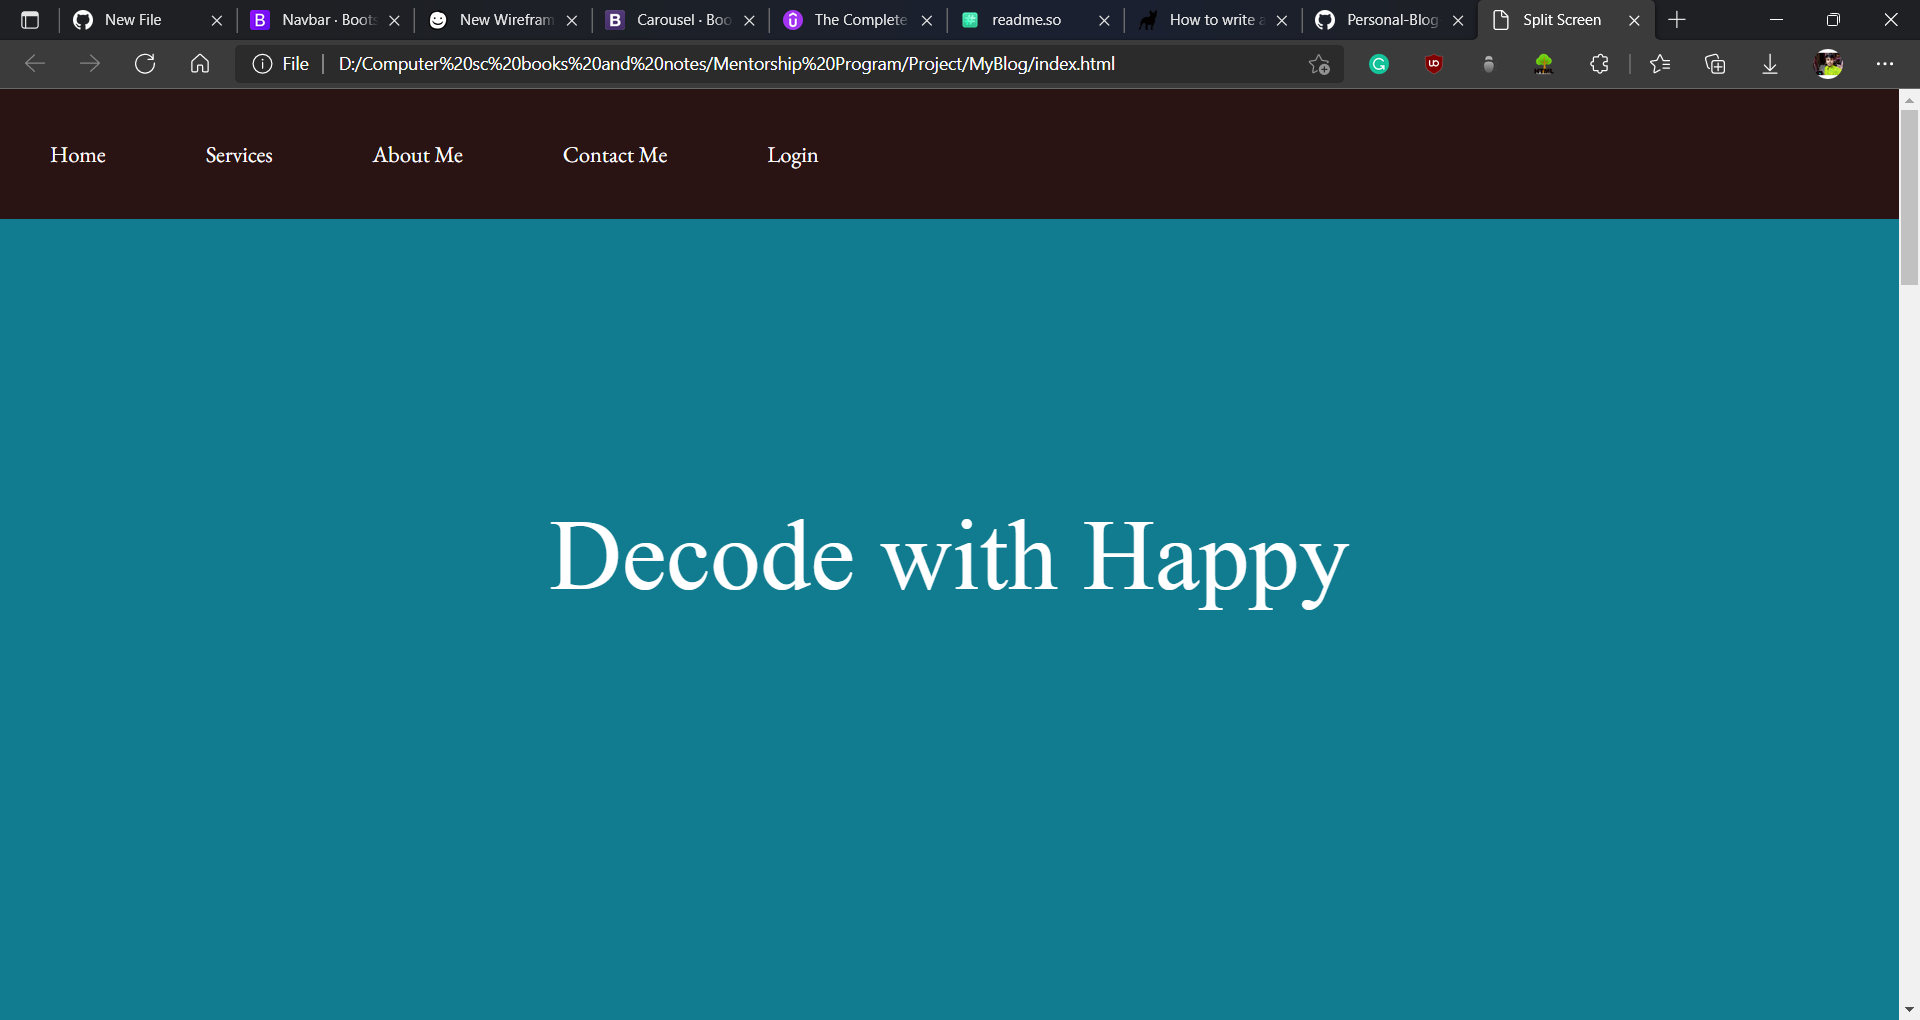 New File
Navbar · Boots
New Wirefram
Carousel · Boo
The Complete
readme.so
How to write a
Personal-Blog
Split Screen
File
D:/Computer%20sc%20books%20and%20notes/Mentorship%20Program/Project/MyBlog/index.html
Home
Services
About Me
Contact Me
Login
Decode with Happy